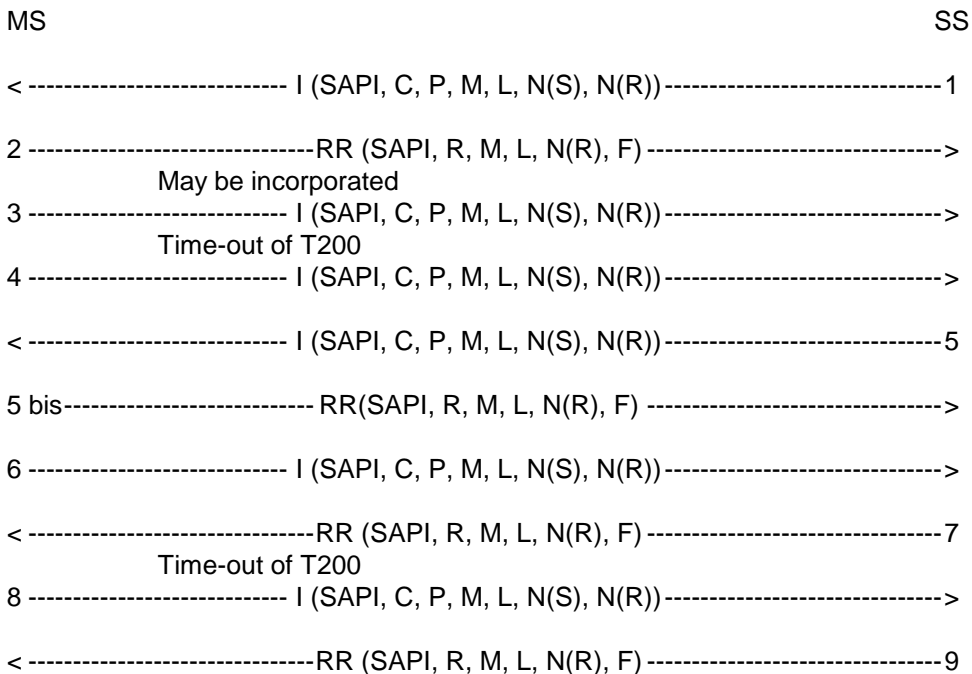 MS SS
< ----------------------------- I (SAPI, C, P, M, L, N(S), N(R)) -------------------------------1
2 --------------------------------RR (SAPI, R, M, L, N(R), F) --------------------------------->
May be incorporated
3 ----------------------------- I (SAPI, C, P, M, L, N(S), N(R)) ------------------------------->
Time-out of T200
4 ----------------------------- I (SAPI, C, P, M, L, N(S), N(R)) ------------------------------->
< ----------------------------- I (SAPI, C, P, M, L, N(S), N(R)) -------------------------------5
5 bis---------------------------- RR(SAPI, R, M, L, N(R), F) --------------------------------->
6 ----------------------------- I (SAPI, C, P, M, L, N(S), N(R)) ------------------------------->
< --------------------------------RR (SAPI, R, M, L, N(R), F) ---------------------------------7
Time-out of T200
8 ----------------------------- I (SAPI, C, P, M, L, N(S), N(R)) ------------------------------->
< --------------------------------RR (SAPI, R, M, L, N(R), F) ---------------------------------9